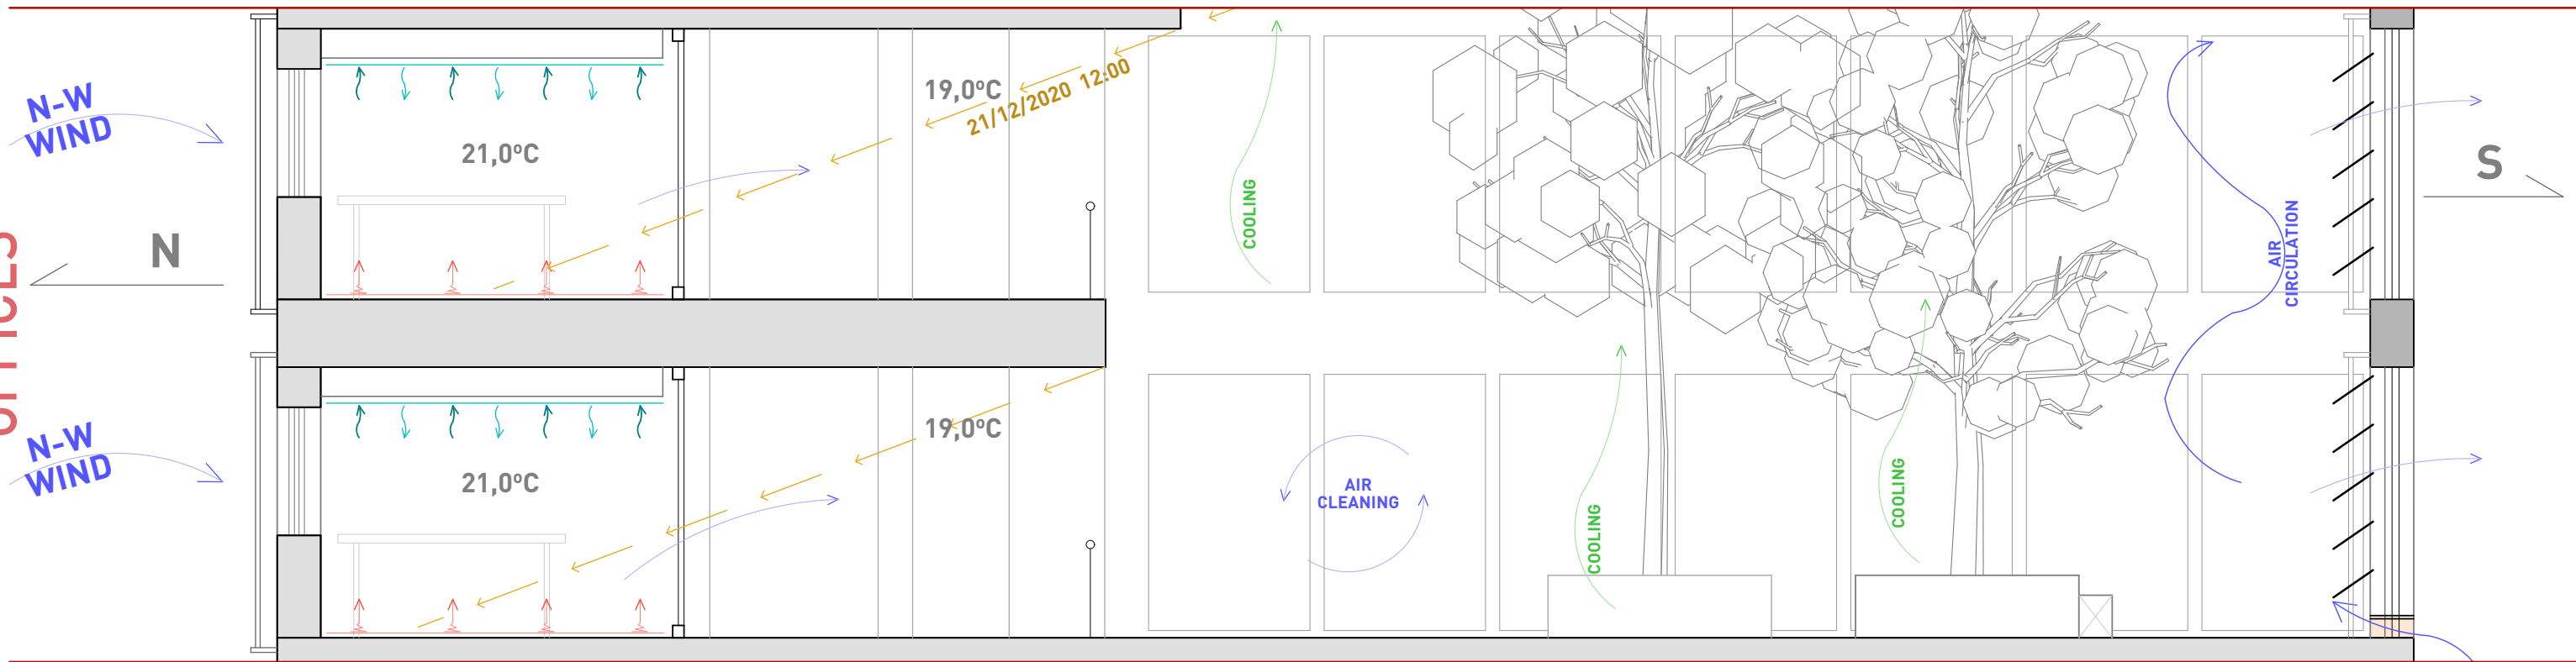 N-W
WIND
21,0ºC
19,0ºC
21/12/2020 12:00
COOLING
AIR
CIRCULATION
S
N
N-W
WIND
21,0ºC
19,0ºC
AIR
CLEANING
COOLING
COOLING